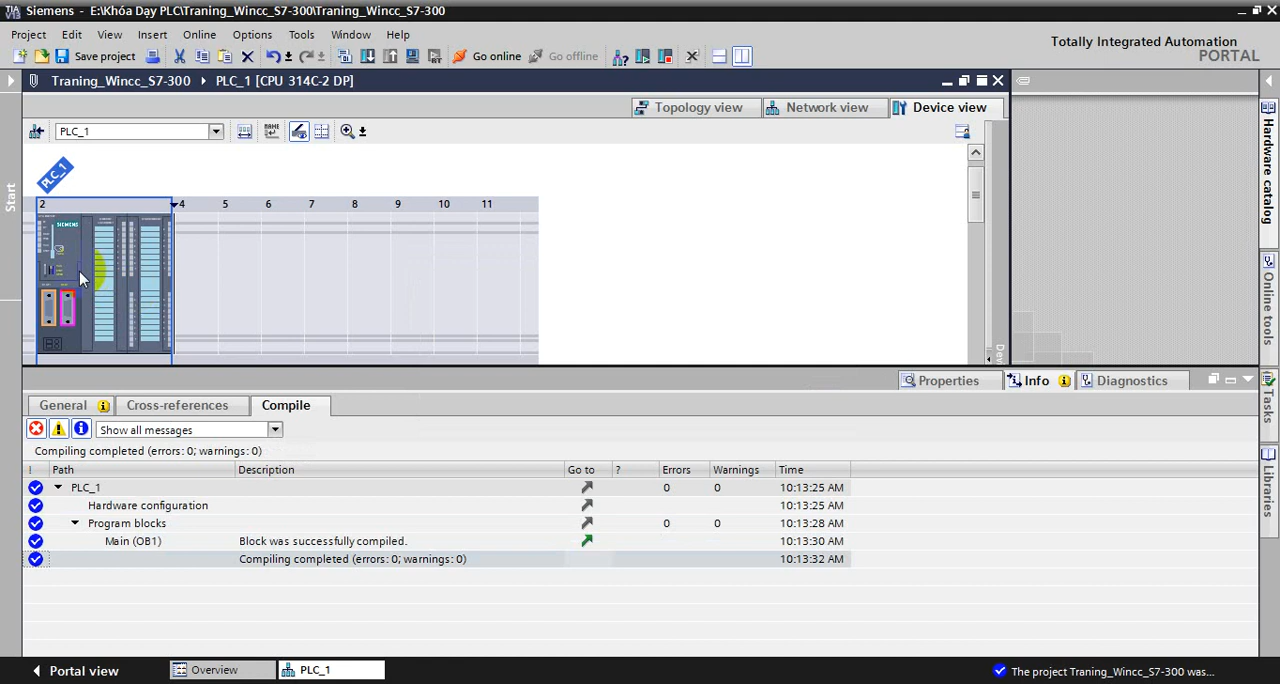 TIA
V13
Siemens - E:\Khóa Dạy PLC\Traning_Wincc_S7-300\Traning_Wincc_S7-300
Project Edit View Insert Online Options Tools Window Help
Totally Integrated Automation
PORTAL
Save project Go online Go offline
Traning_Wincc_S7-300 PLC_1 [CPU 314C-2 DP]
Topology view Network view Device view
PLC_1
PLC_1
2 4 5 6 7 8 9 10 11
SIEMENS
Start
Hardware catalog
Online tools
Tasks
Libraries
Properties Info Diagnostics
General Cross-references Compile
Show all messages
Compiling completed (errors: 0; warnings: 0)
! Path Description Go to ? Errors Warnings Time
PLC_1 0 0 10:13:25 AM
Hardware configuration 10:13:25 AM
Program blocks 0 0 10:13:28 AM
Main (OB1) Block was successfully compiled. 10:13:30 AM
Compiling completed (errors: 0; warnings: 0) 10:13:32 AM
Portal view Overview PLC_1 The project Traning_Wincc_S7-300 was...